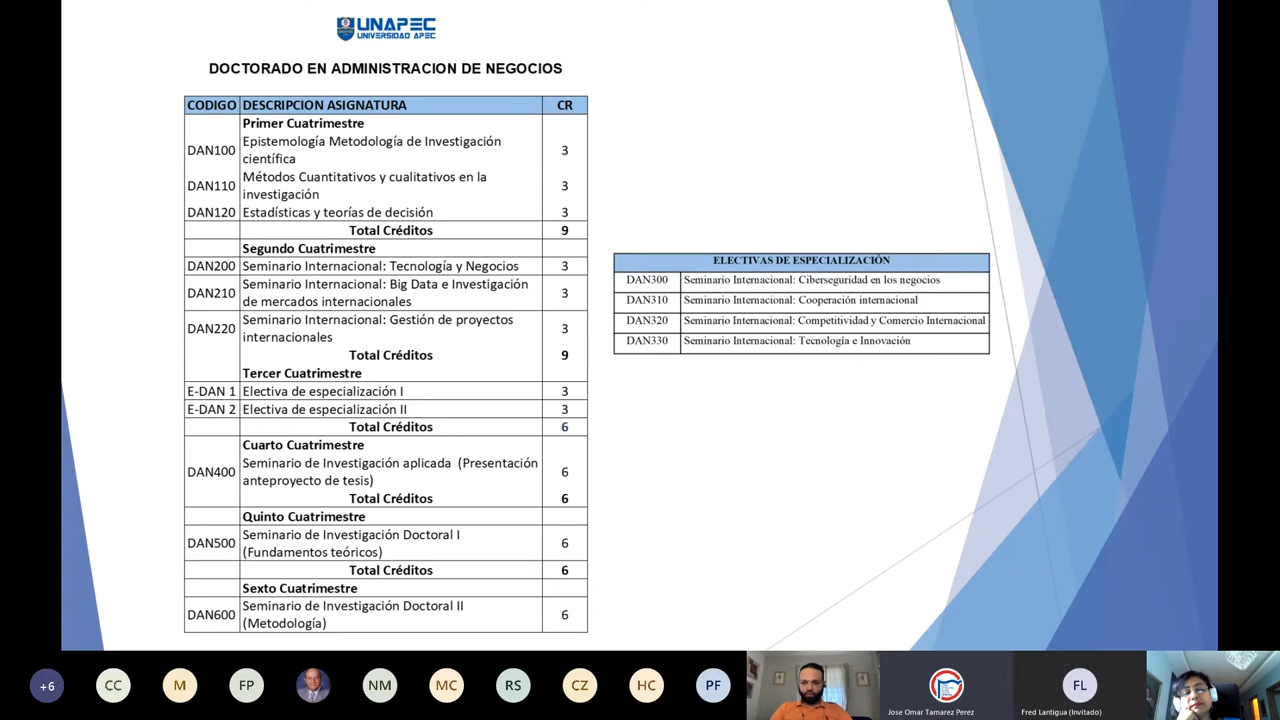 UNAPEC
UNIVERSIDAD APEC
DOCTORADO EN ADMINISTRACION DE NEGOCIOS
CODIGO DESCRIPCION ASIGNATURA CR
Primer Cuatrimestre
DAN100 Epistemología Metodología de Investigación científica 3
DAN110 Métodos Cuantitativos y cualitativos en la investigación 3
DAN120 Estadísticas y teorías de decisión 3
Total Créditos 9
Segundo Cuatrimestre
DAN200 Seminario Internacional: Tecnología y Negocios 3
DAN210 Seminario Internacional: Big Data e Investigación de mercados internacionales 3
DAN220 Seminario Internacional: Gestión de proyectos internacionales 3
Total Créditos 9
Tercer Cuatrimestre
E-DAN 1 Electiva de especialización I 3
E-DAN 2 Electiva de especialización II 3
Total Créditos 6
Cuarto Cuatrimestre
DAN400 Seminario de Investigación aplicada (Presentación anteproyecto de tesis) 6
Total Créditos 6
Quinto Cuatrimestre
DAN500 Seminario de Investigación Doctoral I (Fundamentos teóricos) 6
Total Créditos 6
Sexto Cuatrimestre
DAN600 Seminario de Investigación Doctoral II (Metodología) 6
ELECTIVAS DE ESPECIALIZACIÓN
DAN300 Seminario Internacional: Ciberseguridad en los negocios
DAN310 Seminario Internacional: Cooperación internacional
DAN320 Seminario Internacional: Competitividad y Comercio Internacional
DAN330 Seminario Internacional: Tecnología e Innovación
+6 CC M FP NM MC RS CZ HC PF FL
Jose Omar Tamarez Perez
Fred Lantigua (Invitado)